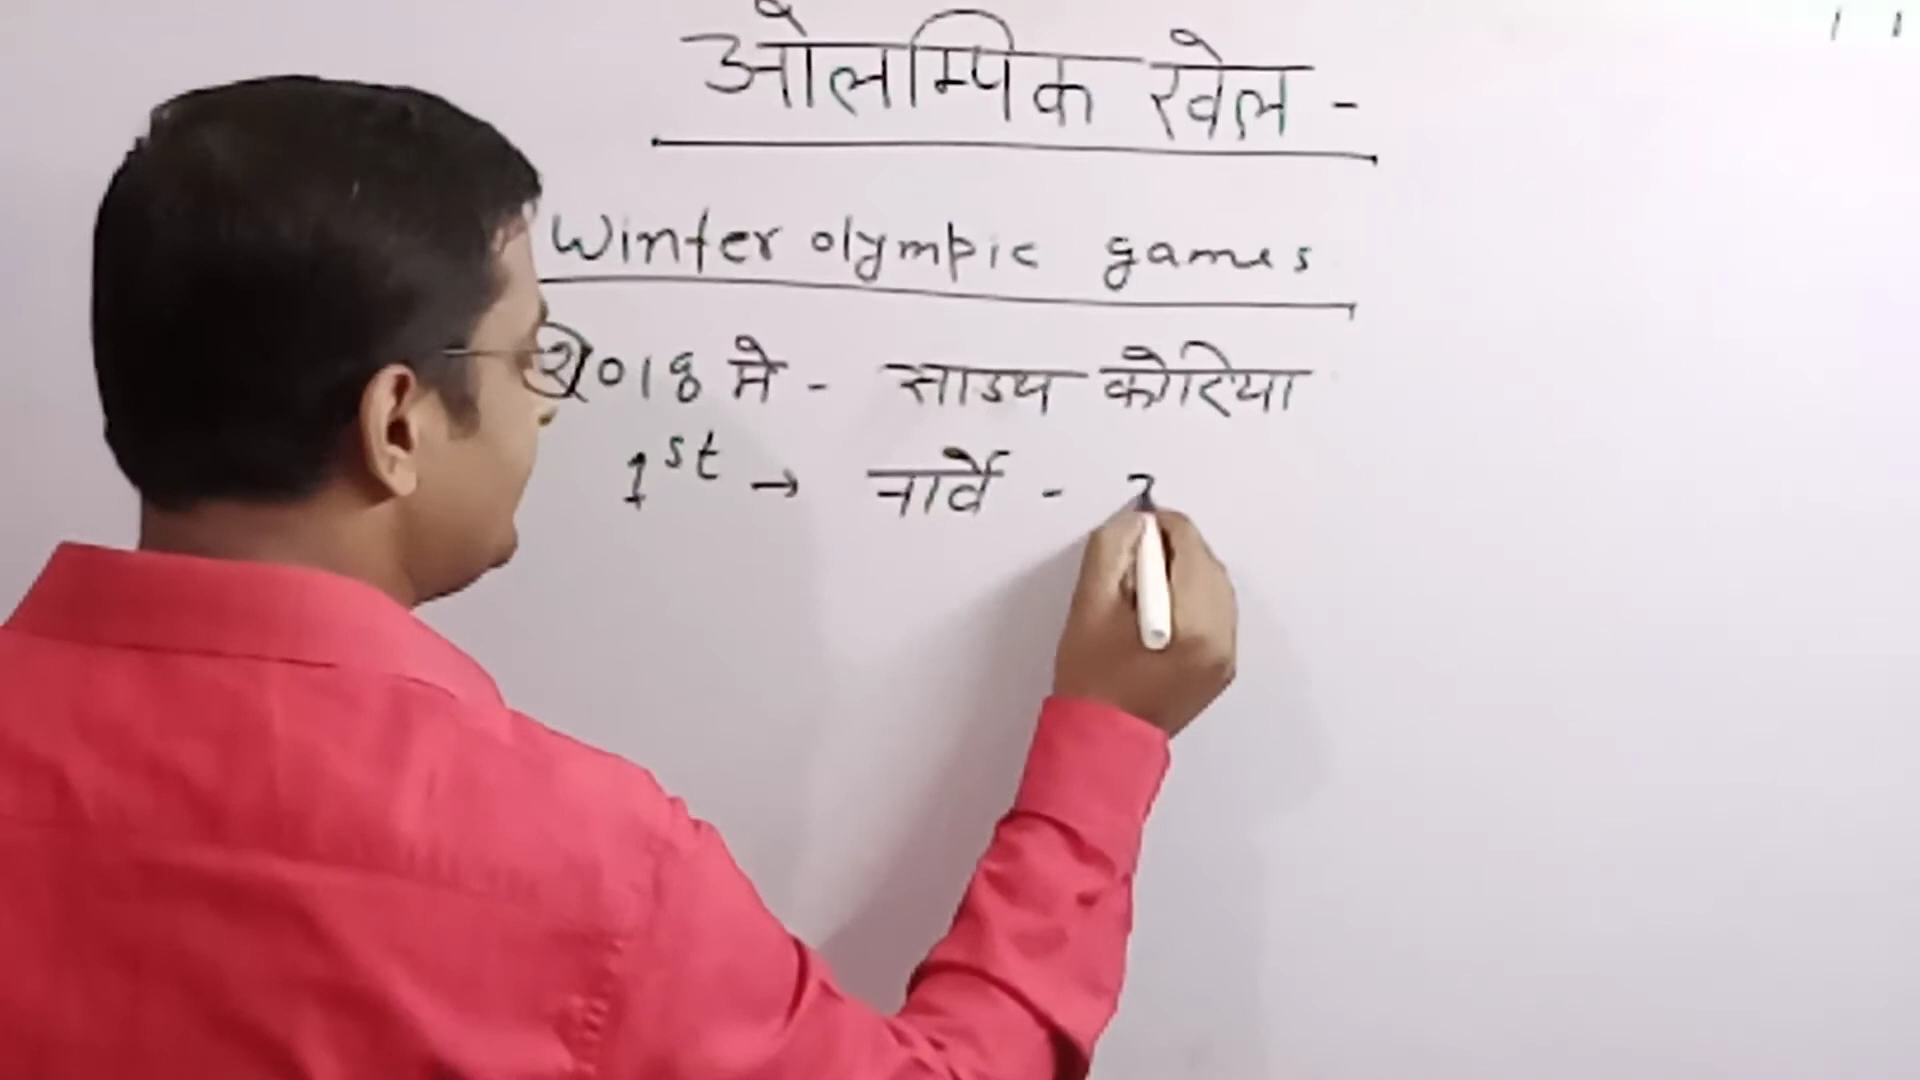 ओलम्पिक खेल -
Winter olympic games
2018 मे - साउथ कोरिया
1st → नार्वे -